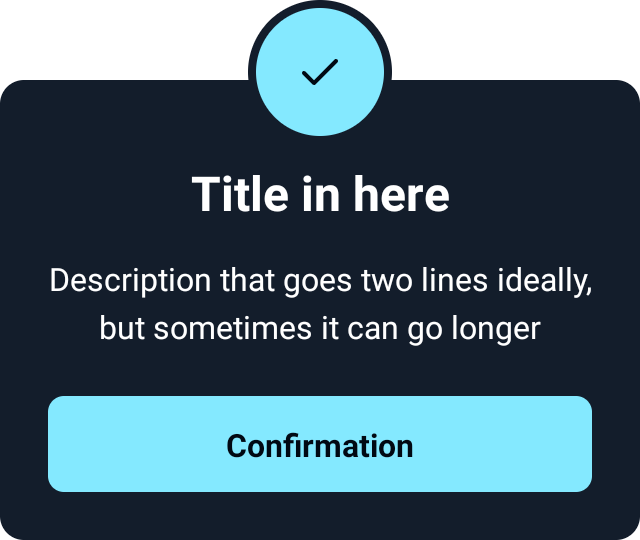 Title in here
Description that goes two lines ideally,
but sometimes it can go longer
Confirmation